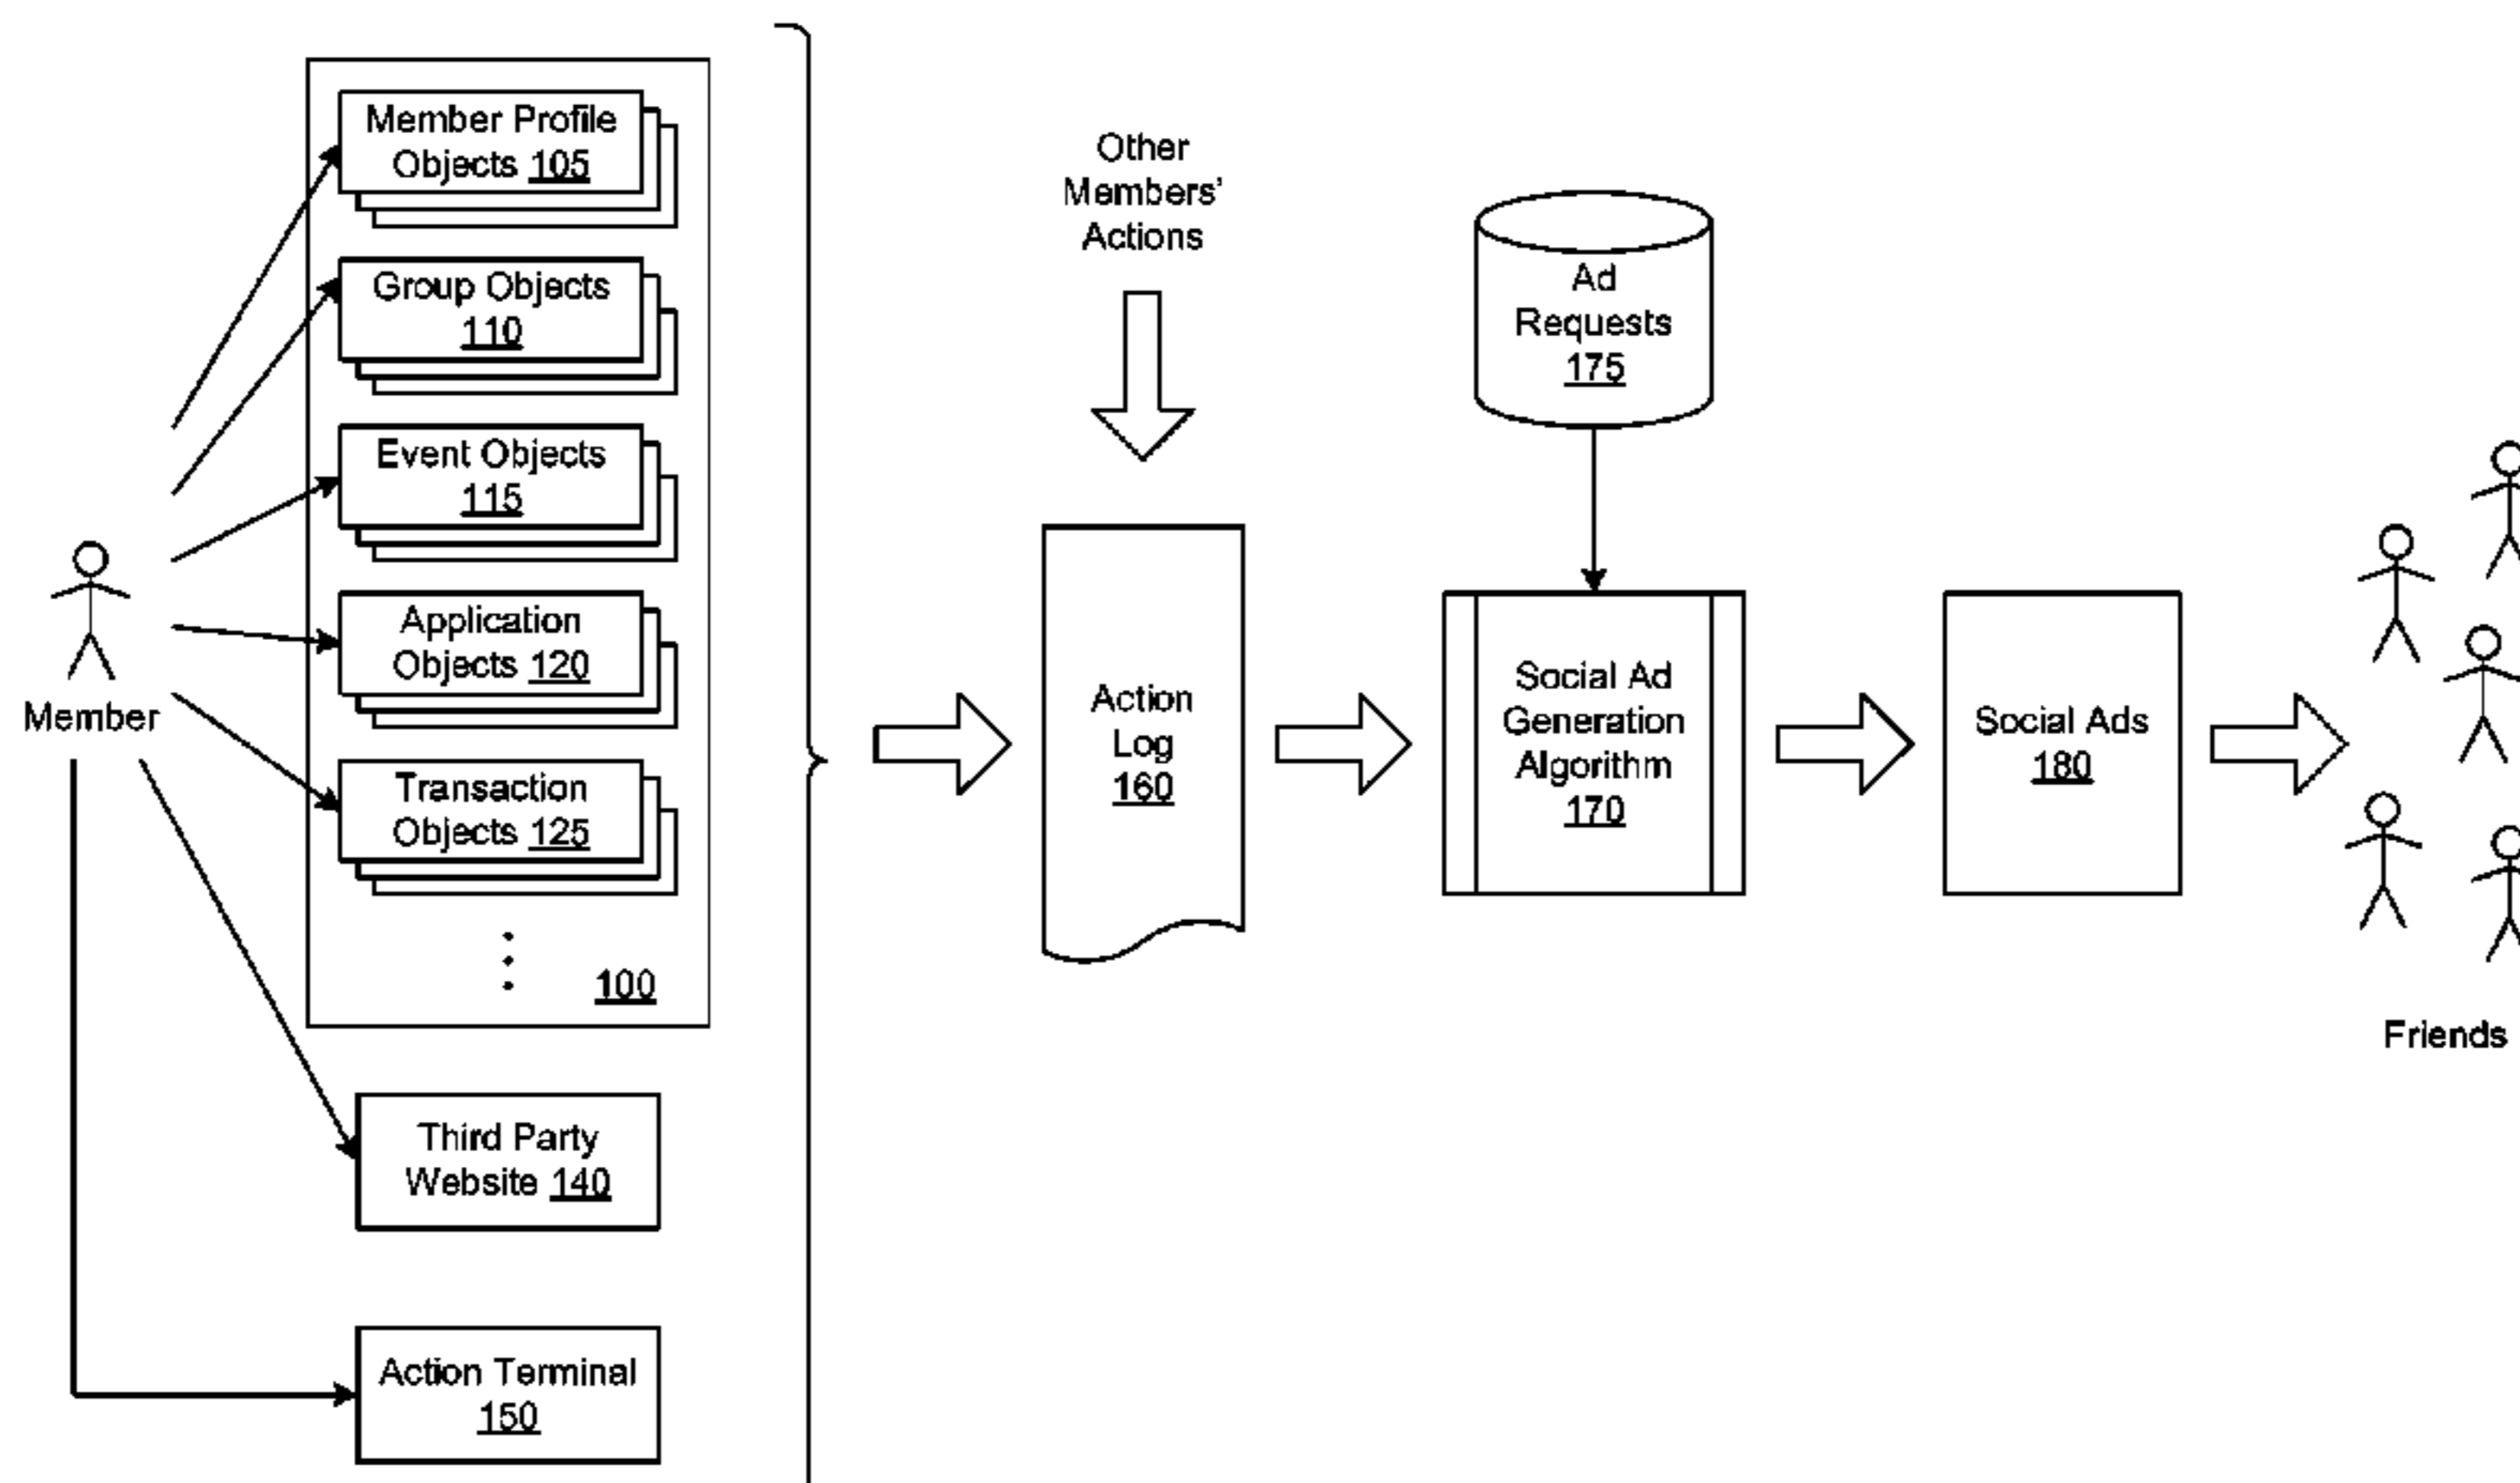 Member Profile
Objects 105
Group Objects
110
Event Objects
115
Application
Objects 120
Transaction
Objects 125
100
Member
Third Party
Website 140
Action Terminal
150
Other
Members'
Actions
Action
Log
160
Ad
Requests
175
Social Ad
Generation
Algorithm
170
Social Ads
180
Friends